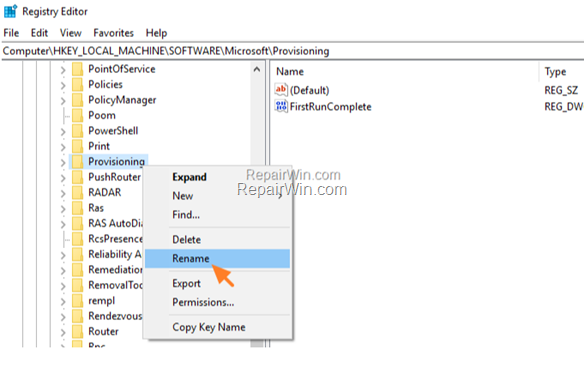 Registry Editor
File Edit View Favorites Help
Computer\HKEY_LOCAL_MACHINE\SOFTWARE\Microsoft\Provisioning
PointOfService
Policies
PolicyManager
Poom
PowerShell
Print
Provisioning
PushRouter
RADAR
Ras
RAS AutoDia
RcsPresence
Reliability A
Remediation
RemovalToo
rempl
Rendezvous
Router
Rpc
Expand
New
Find...
Delete
Rename
Export
Permissions...
Copy Key Name
Name Type
(Default) REG_SZ
FirstRunComplete REG_DW
RepairWin.com
RepairWin.com